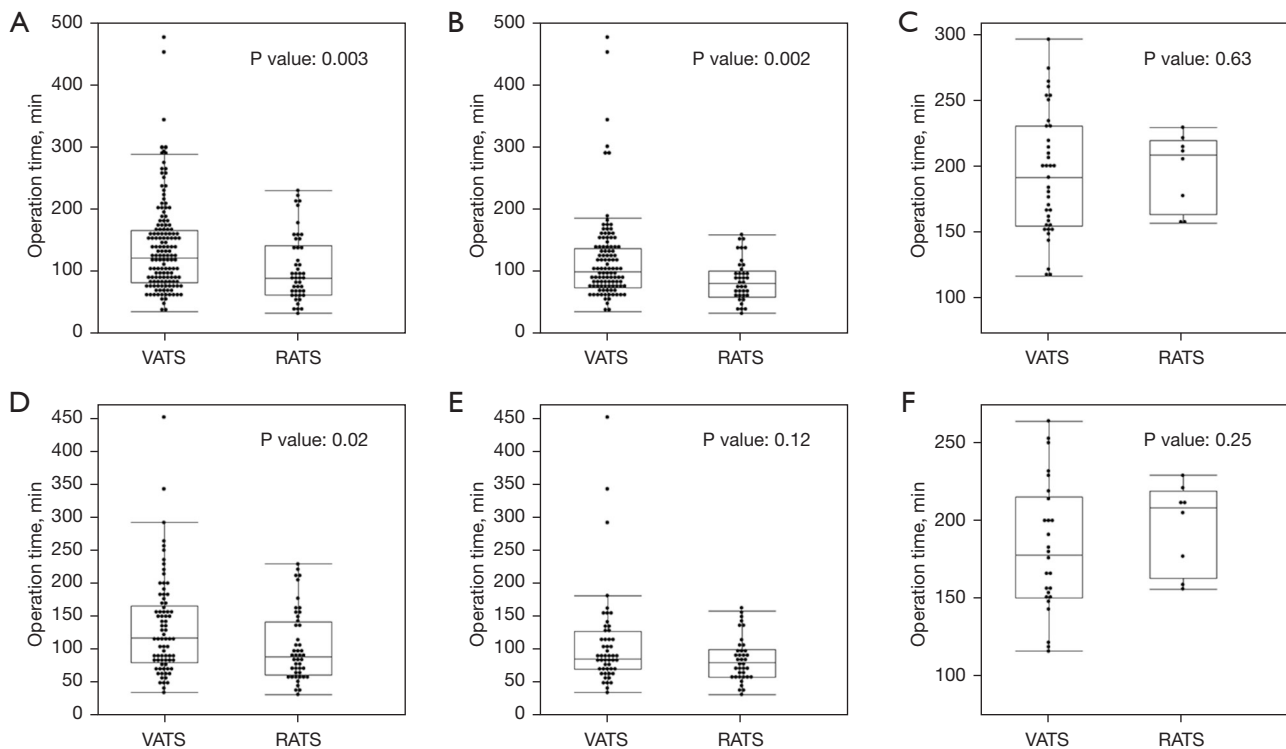 A
500
400
300
200
100
0
Operation time, min
P value: 0.003
VATS RATS
B
500
400
300
200
100
0
Operation time, min
P value: 0.002
VATS RATS
C
300
250
200
150
100
Operation time, min
P value: 0.63
VATS RATS
D
450
400
350
300
250
200
150
100
50
0
Operation time, min
P value: 0.02
VATS RATS
E
450
400
350
300
250
200
150
100
50
0
Operation time, min
P value: 0.12
VATS RATS
F
250
200
150
100
Operation time, min
P value: 0.25
VATS RATS